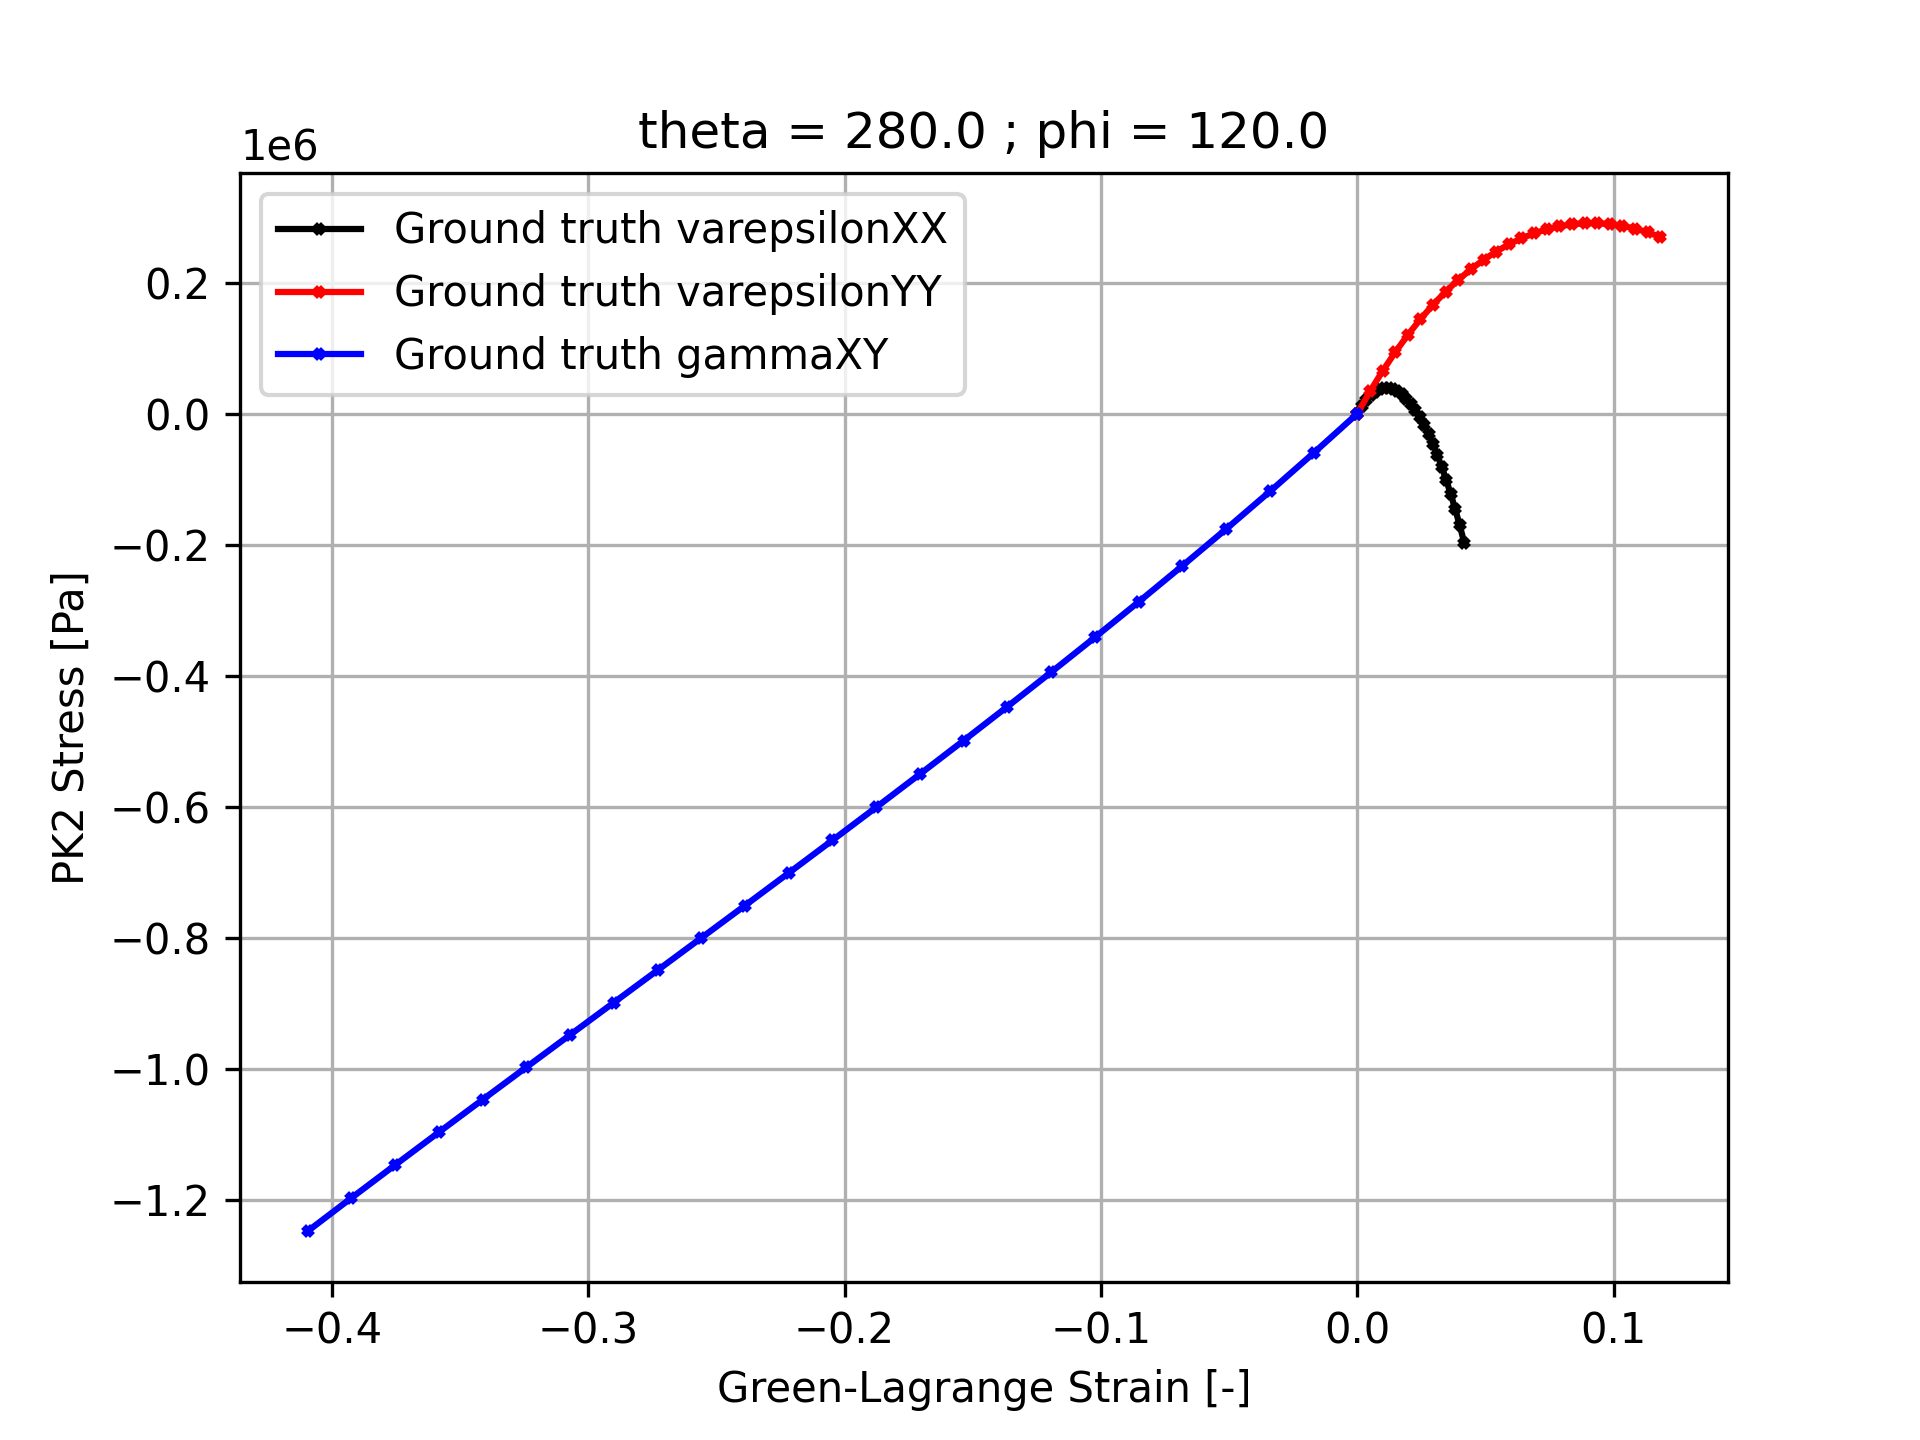 theta = 280.0 ; phi = 120.0
1e6
Ground truth varepsilonXX
Ground truth varepsilonYY
Ground truth gammaXY
0.2
0.0
−0.2
−0.4
−0.6
−0.8
−1.0
−1.2
PK2 Stress [Pa]
−0.4 −0.3 −0.2 −0.1 0.0 0.1
Green-Lagrange Strain [-]